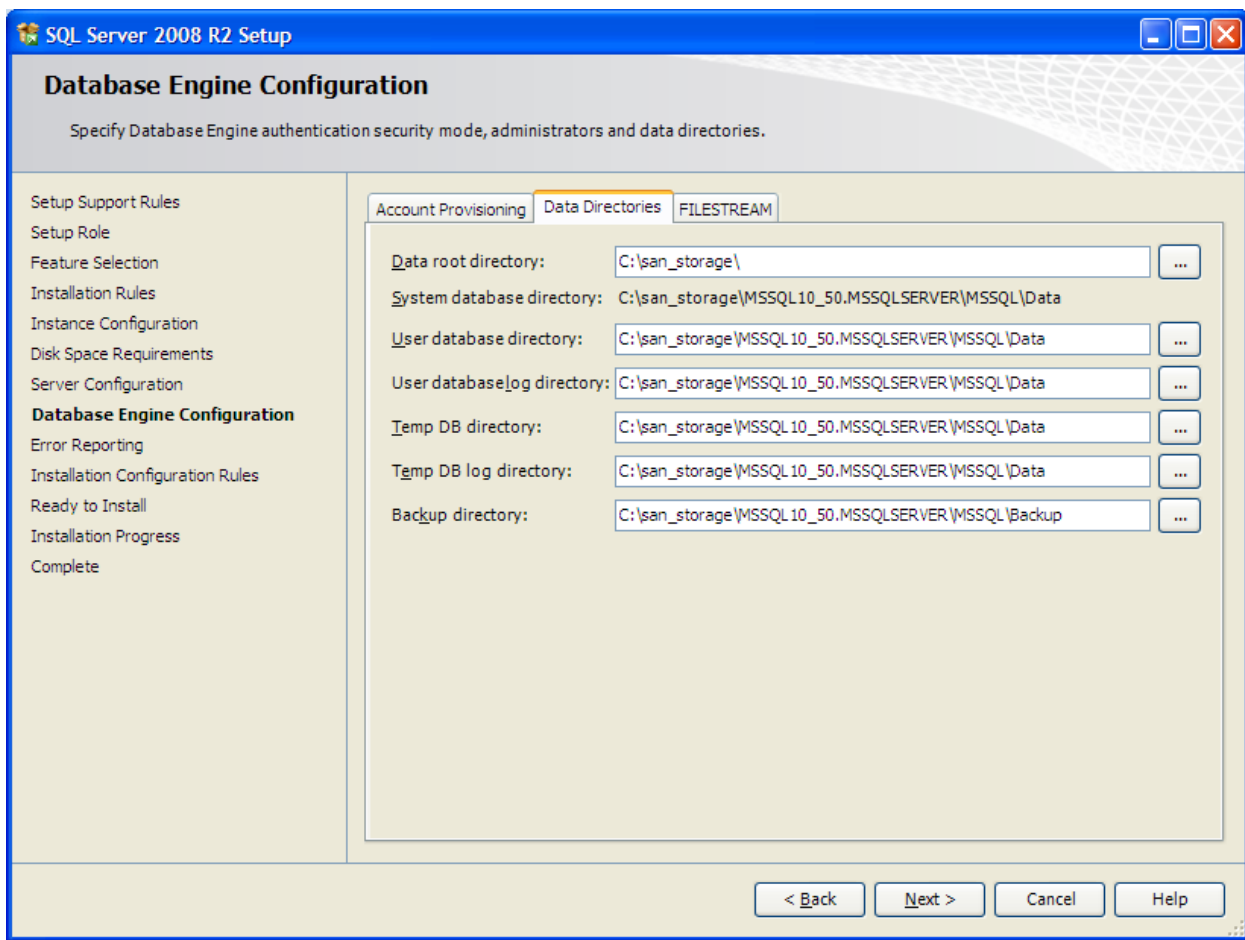 SQL Server 2008 R2 Setup
Database Engine Configuration
Specify Database Engine authentication security mode, administrators and data directories.
Setup Support Rules
Setup Role
Feature Selection
Installation Rules
Instance Configuration
Disk Space Requirements
Server Configuration
Database Engine Configuration
Error Reporting
Installation Configuration Rules
Ready to Install
Installation Progress
Complete
Account Provisioning Data Directories FILESTREAM
Data root directory: C:\san_storage\ ...
System database directory: C:\san_storage\MSSQL10_50.MSSQLSERVER\MSSQL\Data
User database directory: C:\san_storage\MSSQL10_50.MSSQLSERVER\MSSQL\Data ...
User databaselog directory: C:\san_storage\MSSQL10_50.MSSQLSERVER\MSSQL\Data ...
Temp DB directory: C:\san_storage\MSSQL10_50.MSSQLSERVER\MSSQL\Data ...
Temp DB log directory: C:\san_storage\MSSQL10_50.MSSQLSERVER\MSSQL\Data ...
Backup directory: C:\san_storage\MSSQL10_50.MSSQLSERVER\MSSQL\Backup ...
< Back Next > Cancel Help